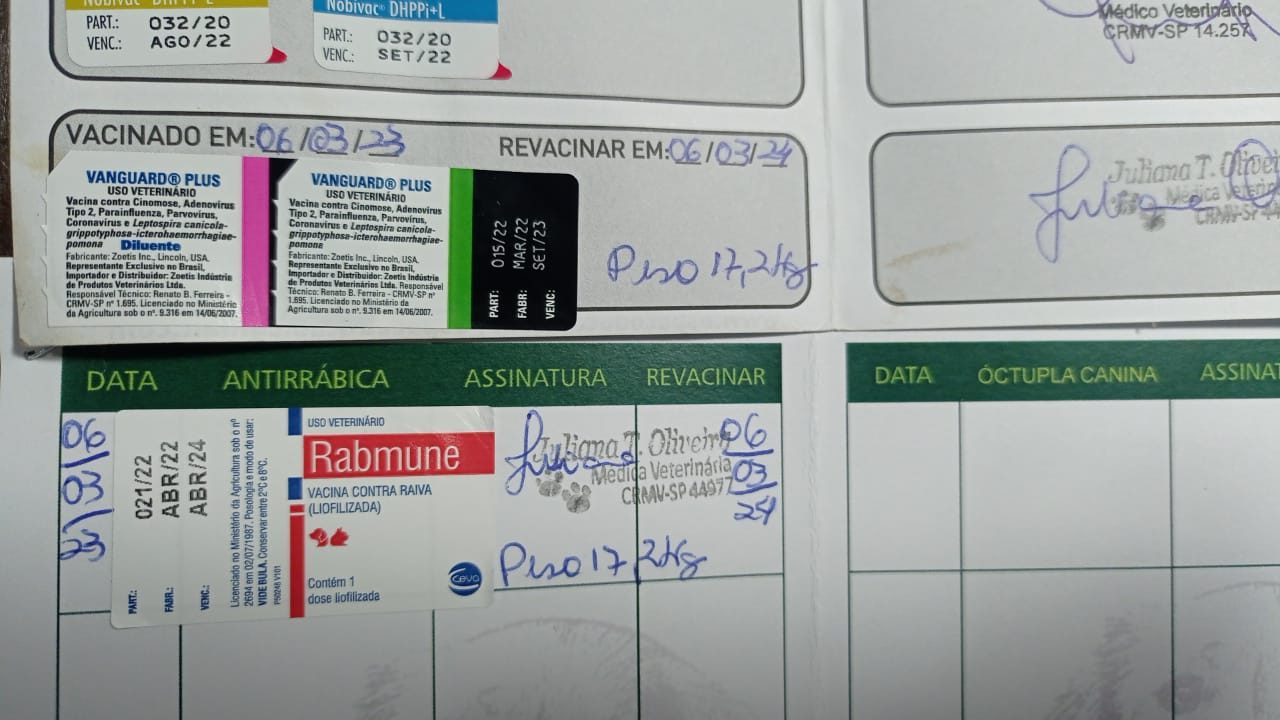 Nobivac® DHPPi+L
PART.: 032/20
VENC.: AGO/22
Nobivac® DHPPi+L
PART.: 032/20
VENC.: SET/22
Médico Veterinário
CRMV-SP 14.257
VACINADO EM: 06/03/23
REVACINAR EM: 06/03/24
VANGUARD® PLUS
USO VETERINÁRIO
Vacina contra Cinomose, Adenovírus
Tipo 2, Parainfluenza, Parvovírus,
Coronavírus e Leptospira canicola-
grippotyphosa-icterohaemorrhagiae-
pomona Diluente
Fabricante: Zoetis Inc., Lincoln, USA.
Representante Exclusivo no Brasil,
Importador e Distribuidor: Zoetis Indústria
de Produtos Veterinários Ltda.
Responsável Técnico: Renato B. Ferreira -
CRMV-SP nº 1.695. Licenciado no Ministério
da Agricultura sob o nº. 9.316 em 14/06/2007.
VANGUARD® PLUS
USO VETERINÁRIO
Vacina contra Cinomose, Adenovírus
Tipo 2, Parainfluenza, Parvovírus,
Coronavírus e Leptospira canicola-
grippotyphosa-icterohaemorrhagiae-
pomona
Fabricante: Zoetis Inc., Lincoln, USA.
Representante Exclusivo no Brasil,
Importador e Distribuidor: Zoetis Indústria
de Produtos Veterinários Ltda. Responsável
Técnico: Renato B. Ferreira - CRMV-SP nº
1.695. Licenciado no Ministério da
Agricultura sob o nº. 9.316 em 14/06/2007.
PART: 015/22
FABR: MAR/22
VENC: SET/23
Peso 17,2kg
Juliana T. Oliveira
Médica Veterin
CRMV-SP 4
DATA ANTIRRÁBICA ASSINATURA REVACINAR
06
03
23
PART.: 021/22
FABR.: ABR/22
VENC.: ABR/24
Licenciado no Ministério da Agricultura sob o nº
2694 em 02/07/1987. Posologia e modo de usar:
VIDE BULA. Conservar entre 2ºC e 8ºC.
USO VETERINÁRIO
Rabmune
VACINA CONTRA RAIVA
(LIOFILIZADA)
Contém 1
dose liofilizada
Ceva
Juliana T. Oliveira
Médica Veterinária
CRMV-SP 44977
Peso 17,2kg
06
03
24
DATA ÓCTUPLA CANINA ASSINAT